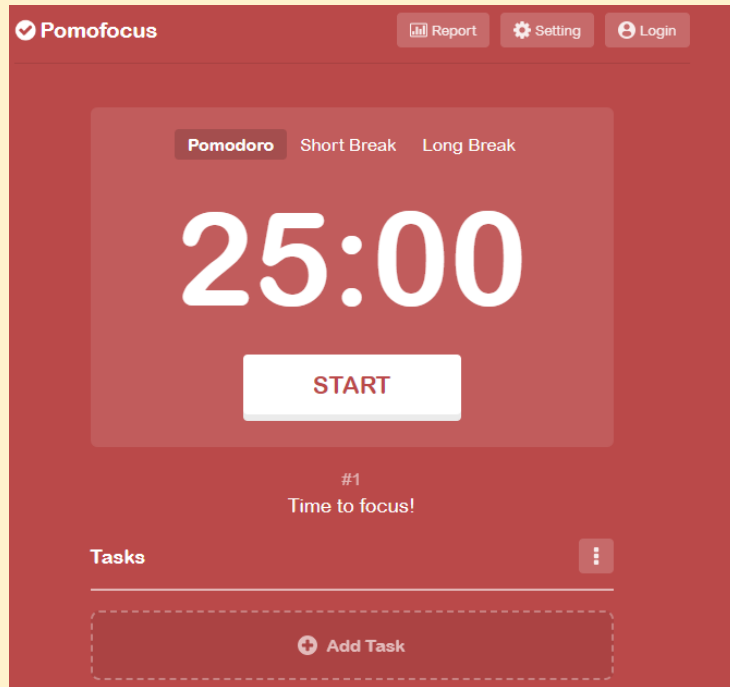 Pomofocus Report Setting Login
Pomodoro Short Break Long Break
25:00
START
#1
Time to focus!
Tasks
Add Task